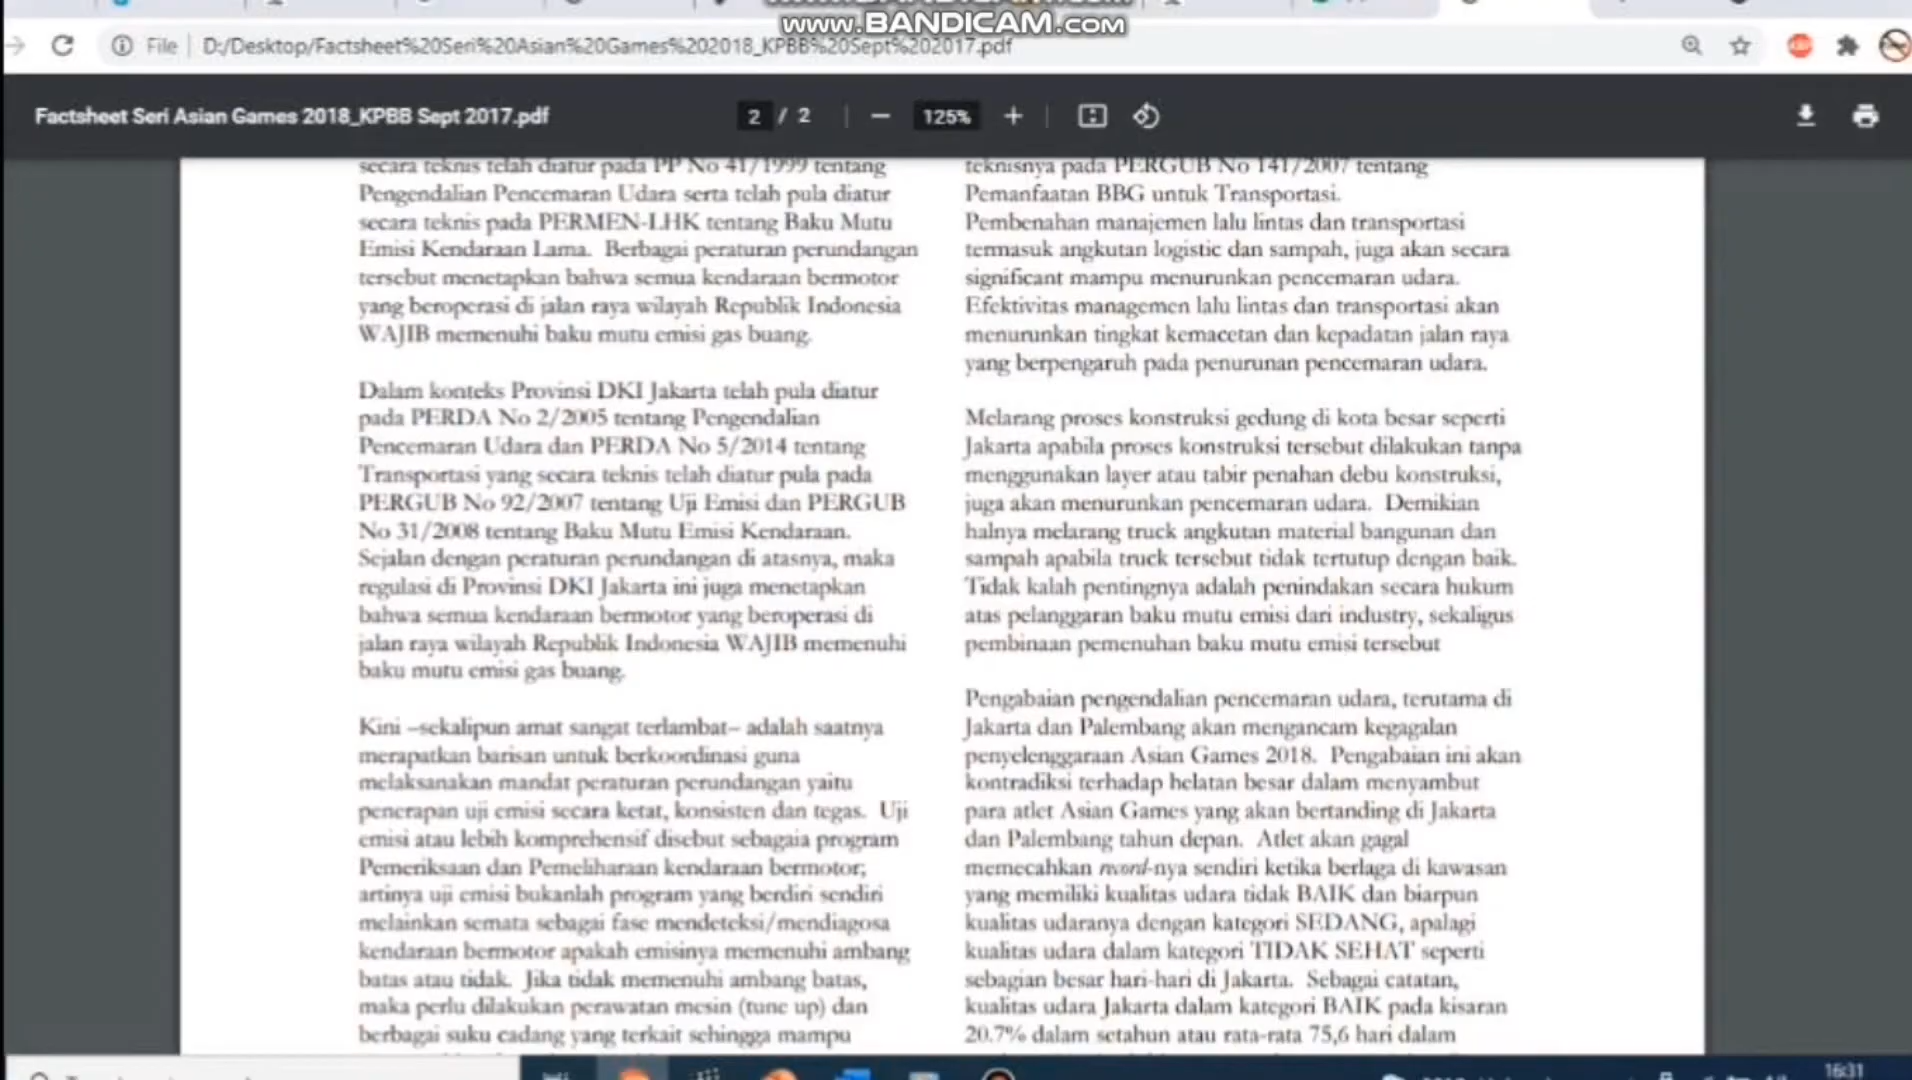 www.BANDICAM.com
File D:/Desktop/Factsheet%20Seri%20Asian%20Games%202018_KPBB%20Sept%202017.pdf
Factsheet Seri Asian Games 2018_KPBB Sept 2017.pdf
2 / 2
125%
secara teknis telah diatur pada PP No 41/1999 tentang
Pengendalian Pencemaran Udara serta telah pula diatur
secara teknis pada PERMEN-LHK tentang Baku Mutu
Emisi Kendaraan Lama. Berbagai peraturan perundangan
tersebut menetapkan bahwa semua kendaraan bermotor
yang beroperasi di jalan raya wilayah Republik Indonesia
WAJIB memenuhi baku mutu emisi gas buang.
Dalam konteks Provinsi DKI Jakarta telah pula diatur
pada PERDA No 2/2005 tentang Pengendalian
Pencemaran Udara dan PERDA No 5/2014 tentang
Transportasi yang secara teknis telah diatur pula pada
PERGUB No 92/2007 tentang Uji Emisi dan PERGUB
No 31/2008 tentang Baku Mutu Emisi Kendaraan.
Sejalan dengan peraturan perundangan di atasnya, maka
regulasi di Provinsi DKI Jakarta ini juga menetapkan
bahwa semua kendaraan bermotor yang beroperasi di
jalan raya wilayah Republik Indonesia WAJIB memenuhi
baku mutu emisi gas buang.
Kini –sekalipun amat sangat terlambat– adalah saatnya
merapatkan barisan untuk berkoordinasi guna
melaksanakan mandat peraturan perundangan yaitu
penerapan uji emisi secara ketat, konsisten dan tegas. Uji
emisi atau lebih komprehensif disebut sebagaia program
Pemeriksaan dan Pemeliharaan kendaraan bermotor;
artinya uji emisi bukanlah program yang berdiri sendiri
melainkan semata sebagai fase mendeteksi/mendiagosa
kendaraan bermotor apakah emisinya memenuhi ambang
batas atau tidak. Jika tidak memenuhi ambang batas,
maka perlu dilakukan perawatan mesin (tune up) dan
berbagai suku cadang yang terkait sehingga mampu
teknisnya pada PERGUB No 141/2007 tentang
Pemanfaatan BBG untuk Transportasi.
Pembenahan manajemen lalu lintas dan transportasi
termasuk angkutan logistic dan sampah, juga akan secara
significant mampu menurunkan pencemaran udara.
Efektivitas managemen lalu lintas dan transportasi akan
menurunkan tingkat kemacetan dan kepadatan jalan raya
yang berpengaruh pada penurunan pencemaran udara.
Melarang proses konstruksi gedung di kota besar seperti
Jakarta apabila proses konstruksi tersebut dilakukan tanpa
menggunakan layer atau tabir penahan debu konstruksi,
juga akan menurunkan pencemaran udara. Demikian
halnya melarang truck angkutan material bangunan dan
sampah apabila truck tersebut tidak tertutup dengan baik.
Tidak kalah pentingnya adalah penindakan secara hukum
atas pelanggaran baku mutu emisi dari industry, sekaligus
pembinaan pemenuhan baku mutu emisi tersebut
Pengabaian pengendalian pencemaran udara, terutama di
Jakarta dan Palembang akan mengancam kegagalan
penyelenggaraan Asian Games 2018. Pengabaian ini akan
kontradiksi terhadap helatan besar dalam menyambut
para atlet Asian Games yang akan bertanding di Jakarta
dan Palembang tahun depan. Atlet akan gagal
memecahkan record-nya sendiri ketika berlaga di kawasan
yang memiliki kualitas udara tidak BAIK dan biarpun
kualitas udaranya dengan kategori SEDANG, apalagi
kualitas udara dalam kategori TIDAK SEHAT seperti
sebagian besar hari-hari di Jakarta. Sebagai catatan,
kualitas udara Jakarta dalam kategori BAIK pada kisaran
20.7% dalam setahun atau rata-rata 75,6 hari dalam
16:31